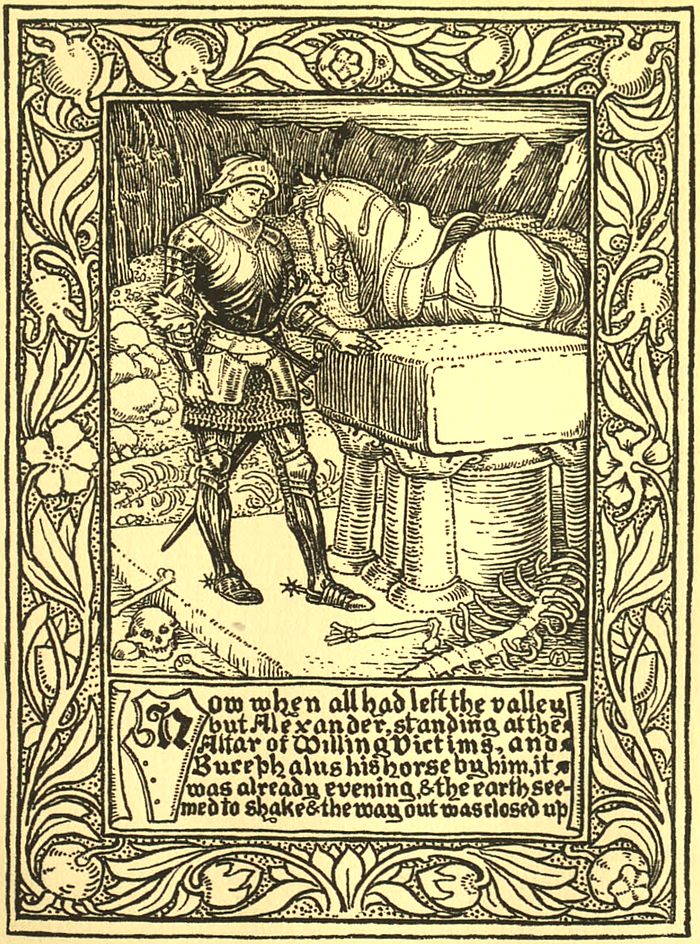 Now when all had left the valley
but Alexander, standing at the
Altar of Willing Victims, and
Bucephalus his horse by him, it
was already evening & the earth see-
med to shake & the way out was closed up